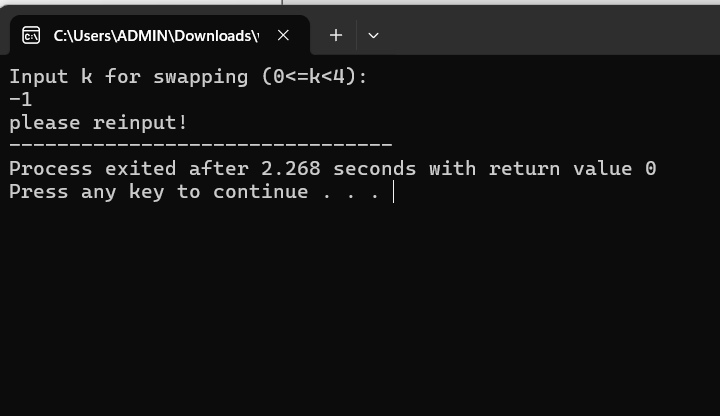 C:\Users\ADMIN\Downloads\
Input k for swapping (0<=k<4):
-1
please reinput!
--------------------------------
Process exited after 2.268 seconds with return value 0
Press any key to continue . . .